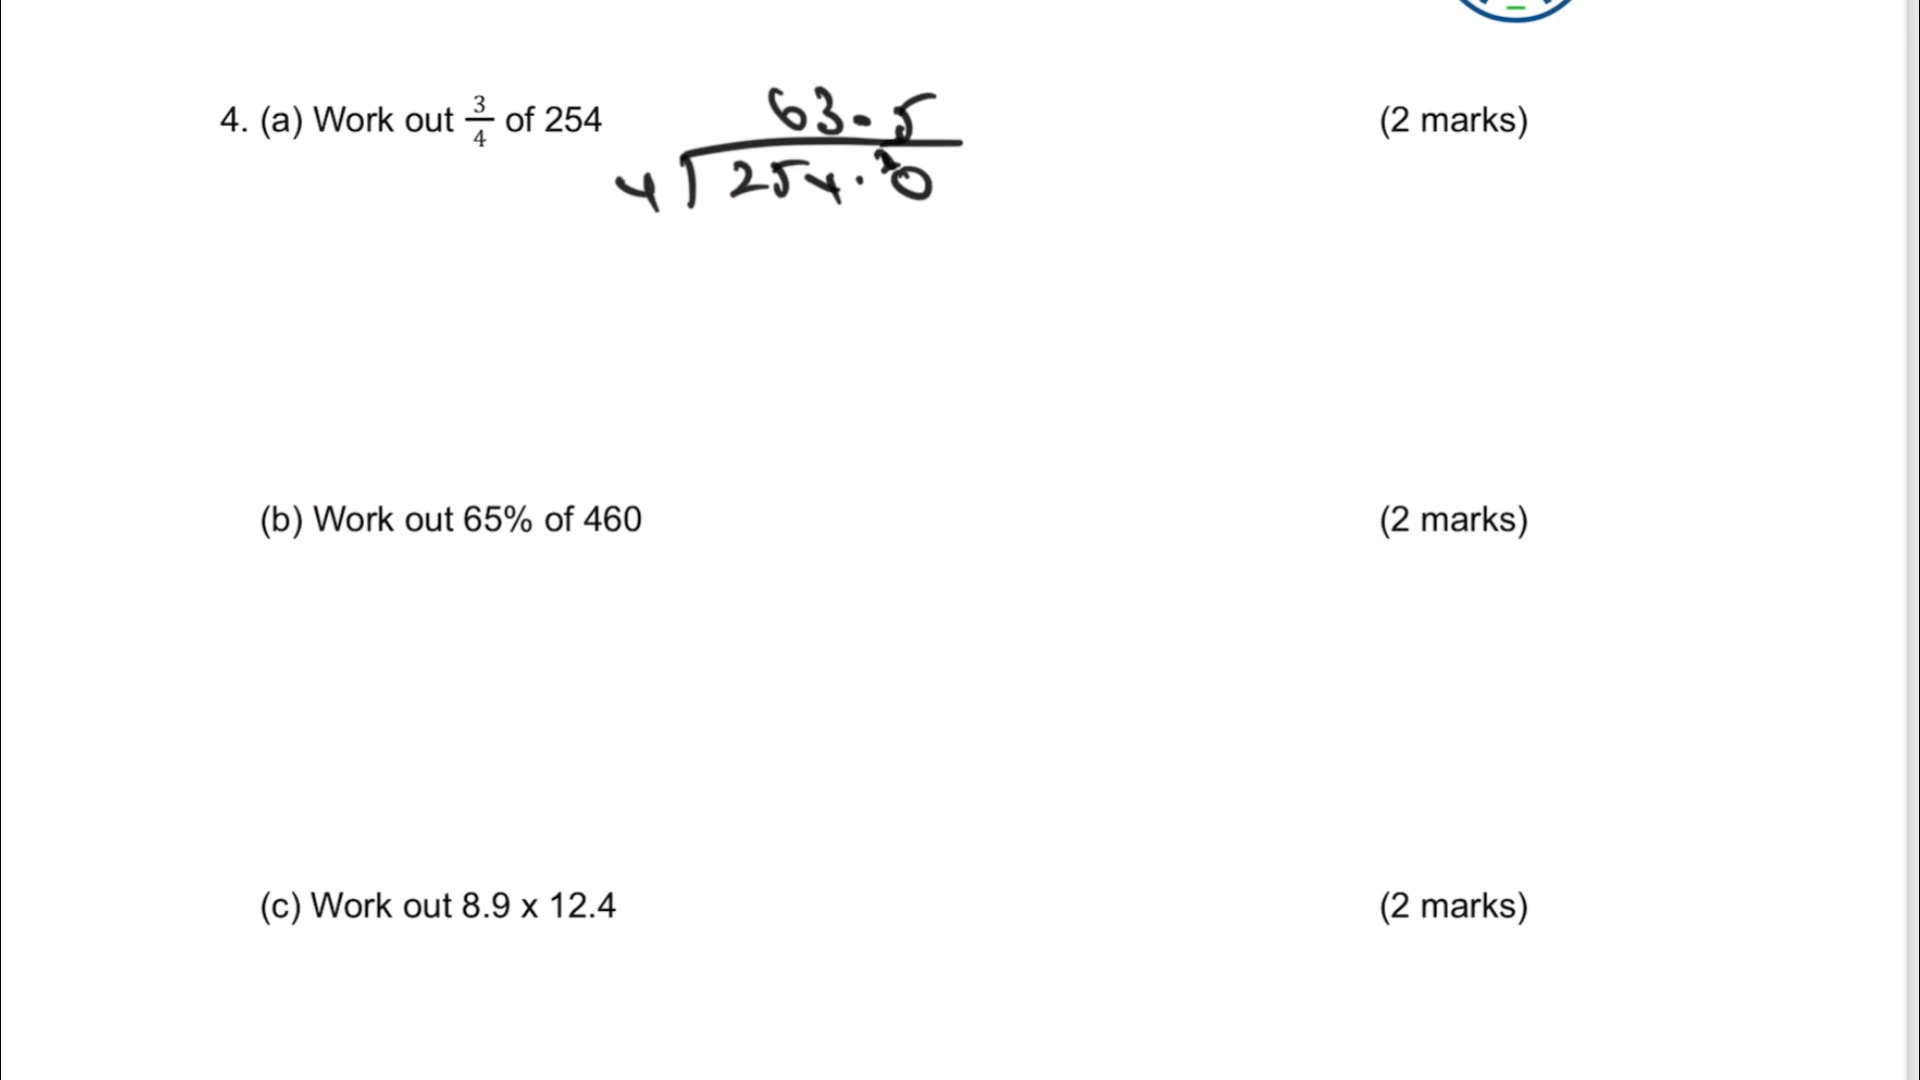 63.5
4. (a) Work out 3/4 of 254 (2 marks)
4 254.20
(b) Work out 65% of 460 (2 marks)
(c) Work out 8.9 x 12.4 (2 marks)